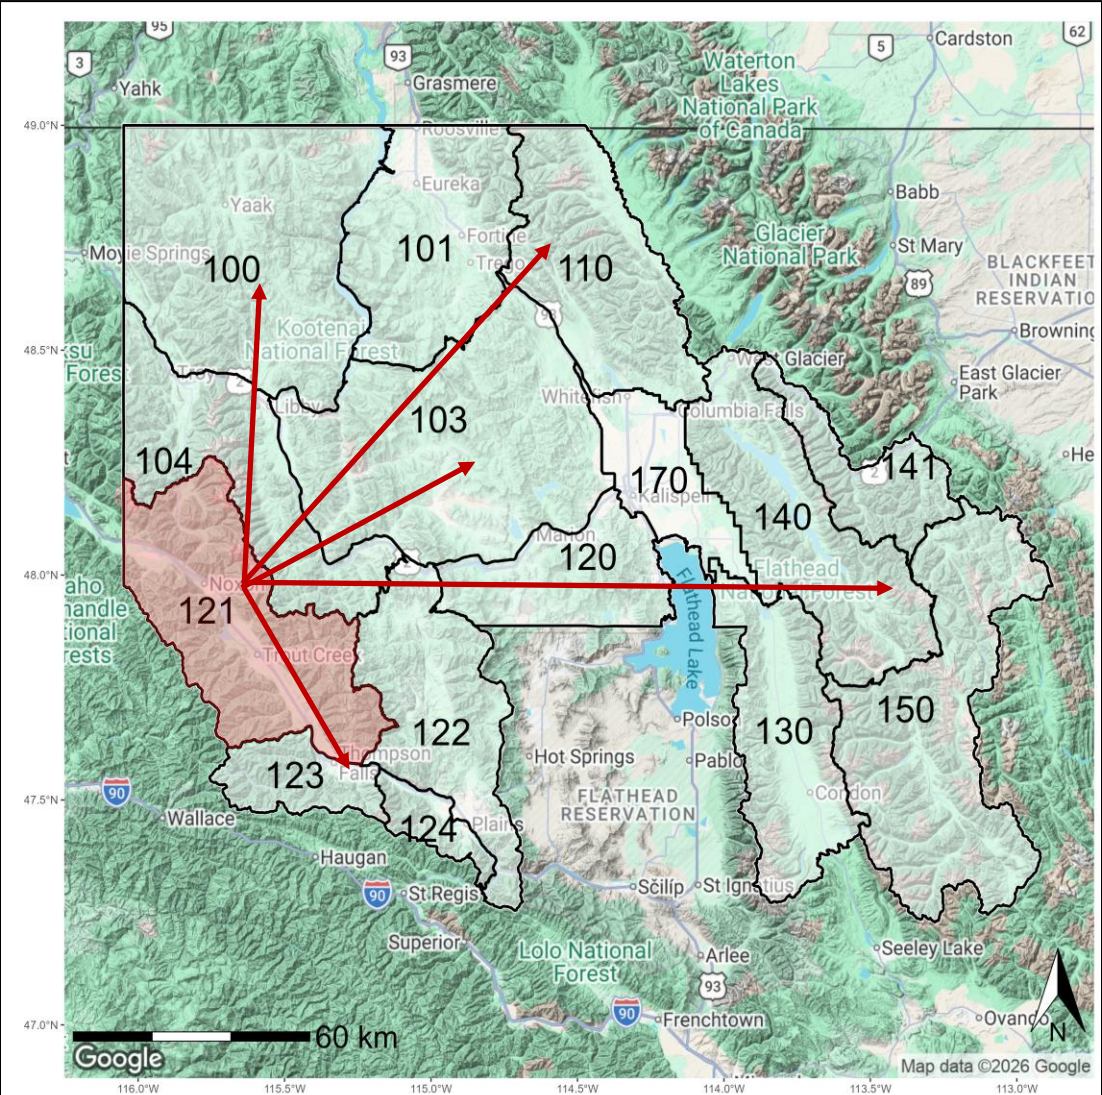 95
62
93
5
Cardston
3
Waterton
Lakes
National Park
of Canada
Yahk
Grasmere
49.0°N
Roosville
Eureka
Babb
Yaak
Fortine
Glacier
National Park
St Mary
Moyie Springs
101
Trego
100
110
BLACKFEET
INDIAN
RESERVATIO
89
93
Kootenai
National Forest
Browning
48.5°N
West Glacier
ksu
Forest
Troy
2
East Glacier
Park
Whitefish
Libby
Columbia Falls
103
104
He
141
2
170
Kalispell
140
Marion
120
2
48.0°N
Flathead
National Forest
Noxon
aho
nhandle
tional
rests
121
Flathead Lake
Trout Creek
Polson
150
122
130
Thompson
Falls
Hot Springs
Pablo
123
FLATHEAD
RESERVATION
Condon
47.5°N
90
Wallace
124
Plains
Haugan
90
St Regis
Sčilíp
St Ignatius
Superior
Lolo National
Forest
Arlee
Seeley Lake
93
90
Frenchtown
Ovando
47.0°N
60 km
N
Google
Map data ©2026 Google
116.0°W
115.5°W
115.0°W
114.5°W
114.0°W
113.5°W
113.0°W